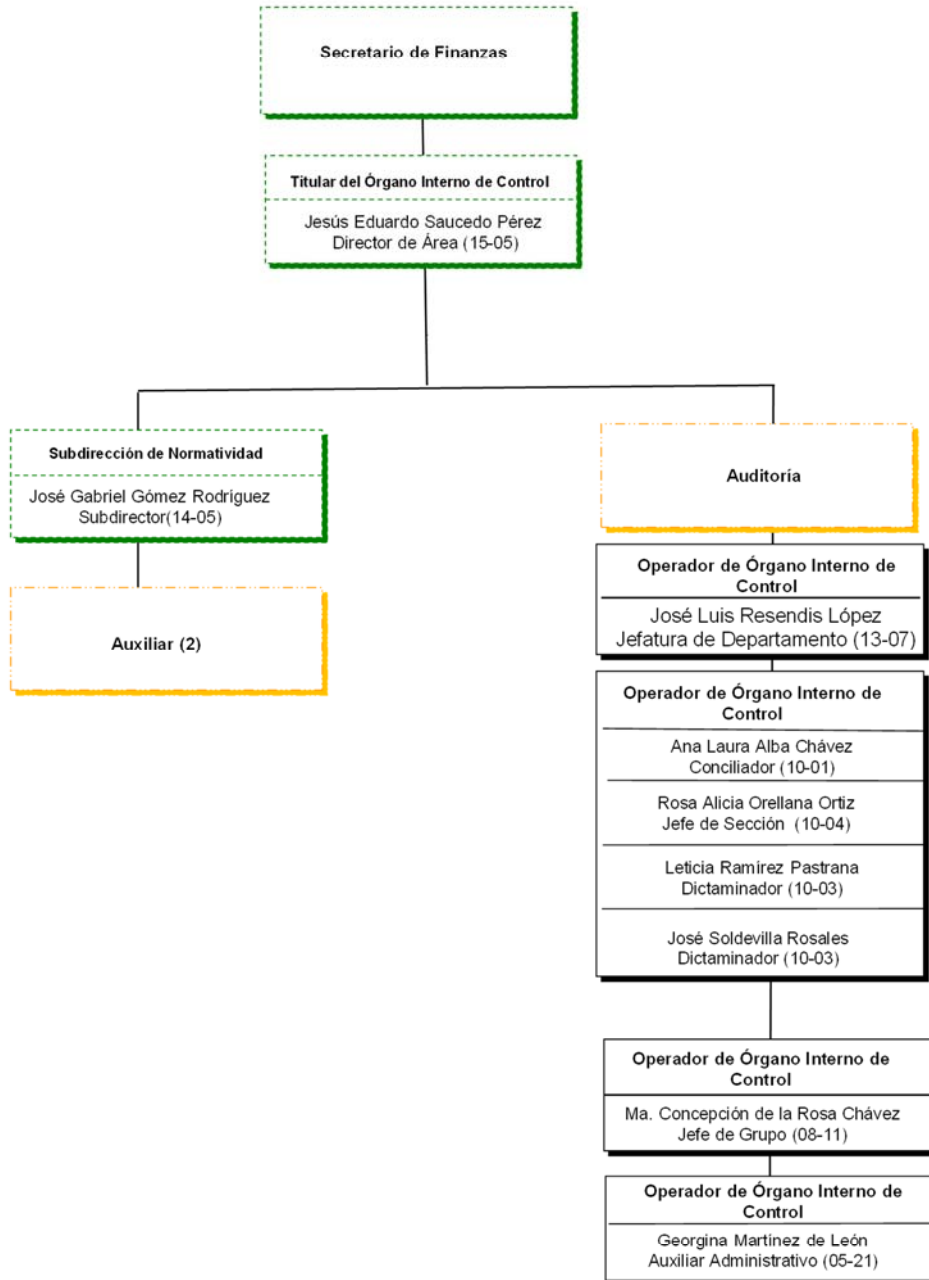 Secretario de Finanzas
Titular del Órgano Interno de Control
Jesús Eduardo Saucedo Pérez
Director de Área (15-05)
Subdirección de Normatividad
José Gabriel Gómez Rodríguez
Subdirector(14-05)
Auxiliar (2)
Auditoría
Operador de Órgano Interno de
Control
José Luis Resendis López
Jefatura de Departamento (13-07)
Operador de Órgano Interno de
Control
Ana Laura Alba Chávez
Conciliador (10-01)
Rosa Alicia Orellana Ortiz
Jefe de Sección (10-04)
Leticia Ramírez Pastrana
Dictaminador (10-03)
José Soldevilla Rosales
Dictaminador (10-03)
Operador de Órgano Interno de
Control
Ma. Concepción de la Rosa Chávez
Jefe de Grupo (08-11)
Operador de Órgano Interno de
Control
Georgina Martínez de León
Auxiliar Administrativo (05-21)